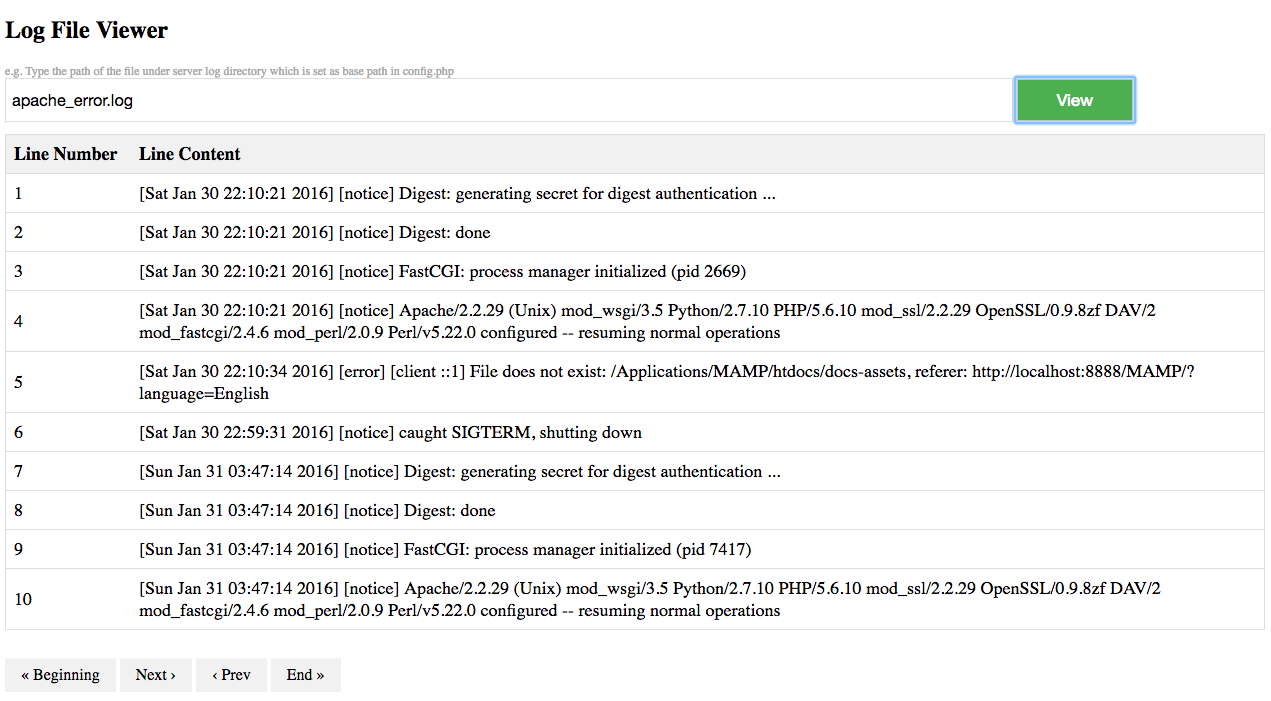 Log File Viewer
e.g. Type the path of the file under server log directory which is set as base path in config.php
apache_error.log
View
Line Number Line Content
1 [Sat Jan 30 22:10:21 2016] [notice] Digest: generating secret for digest authentication ...
2 [Sat Jan 30 22:10:21 2016] [notice] Digest: done
3 [Sat Jan 30 22:10:21 2016] [notice] FastCGI: process manager initialized (pid 2669)
4 [Sat Jan 30 22:10:21 2016] [notice] Apache/2.2.29 (Unix) mod_wsgi/3.5 Python/2.7.10 PHP/5.6.10 mod_ssl/2.2.29 OpenSSL/0.9.8zf DAV/2
mod_fastcgi/2.4.6 mod_perl/2.0.9 Perl/v5.22.0 configured -- resuming normal operations
5 [Sat Jan 30 22:10:34 2016] [error] [client ::1] File does not exist: /Applications/MAMP/htdocs/docs-assets, referer: http://localhost:8888/MAMP/?
language=English
6 [Sat Jan 30 22:59:31 2016] [notice] caught SIGTERM, shutting down
7 [Sun Jan 31 03:47:14 2016] [notice] Digest: generating secret for digest authentication ...
8 [Sun Jan 31 03:47:14 2016] [notice] Digest: done
9 [Sun Jan 31 03:47:14 2016] [notice] FastCGI: process manager initialized (pid 7417)
10 [Sun Jan 31 03:47:14 2016] [notice] Apache/2.2.29 (Unix) mod_wsgi/3.5 Python/2.7.10 PHP/5.6.10 mod_ssl/2.2.29 OpenSSL/0.9.8zf DAV/2
mod_fastcgi/2.4.6 mod_perl/2.0.9 Perl/v5.22.0 configured -- resuming normal operations
« Beginning Next › ‹ Prev End »